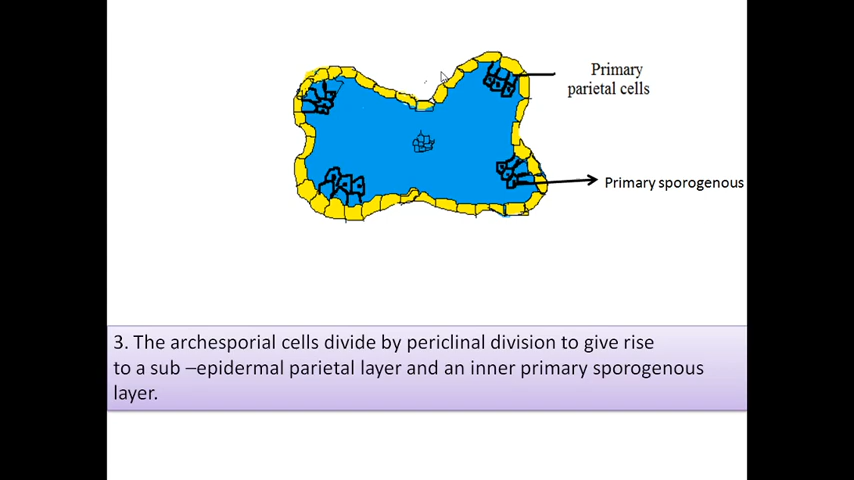 Primary
parietal cells
Primary sporogenous
3. The archesporial cells divide by periclinal division to give rise
to a sub –epidermal parietal layer and an inner primary sporogenous
layer.